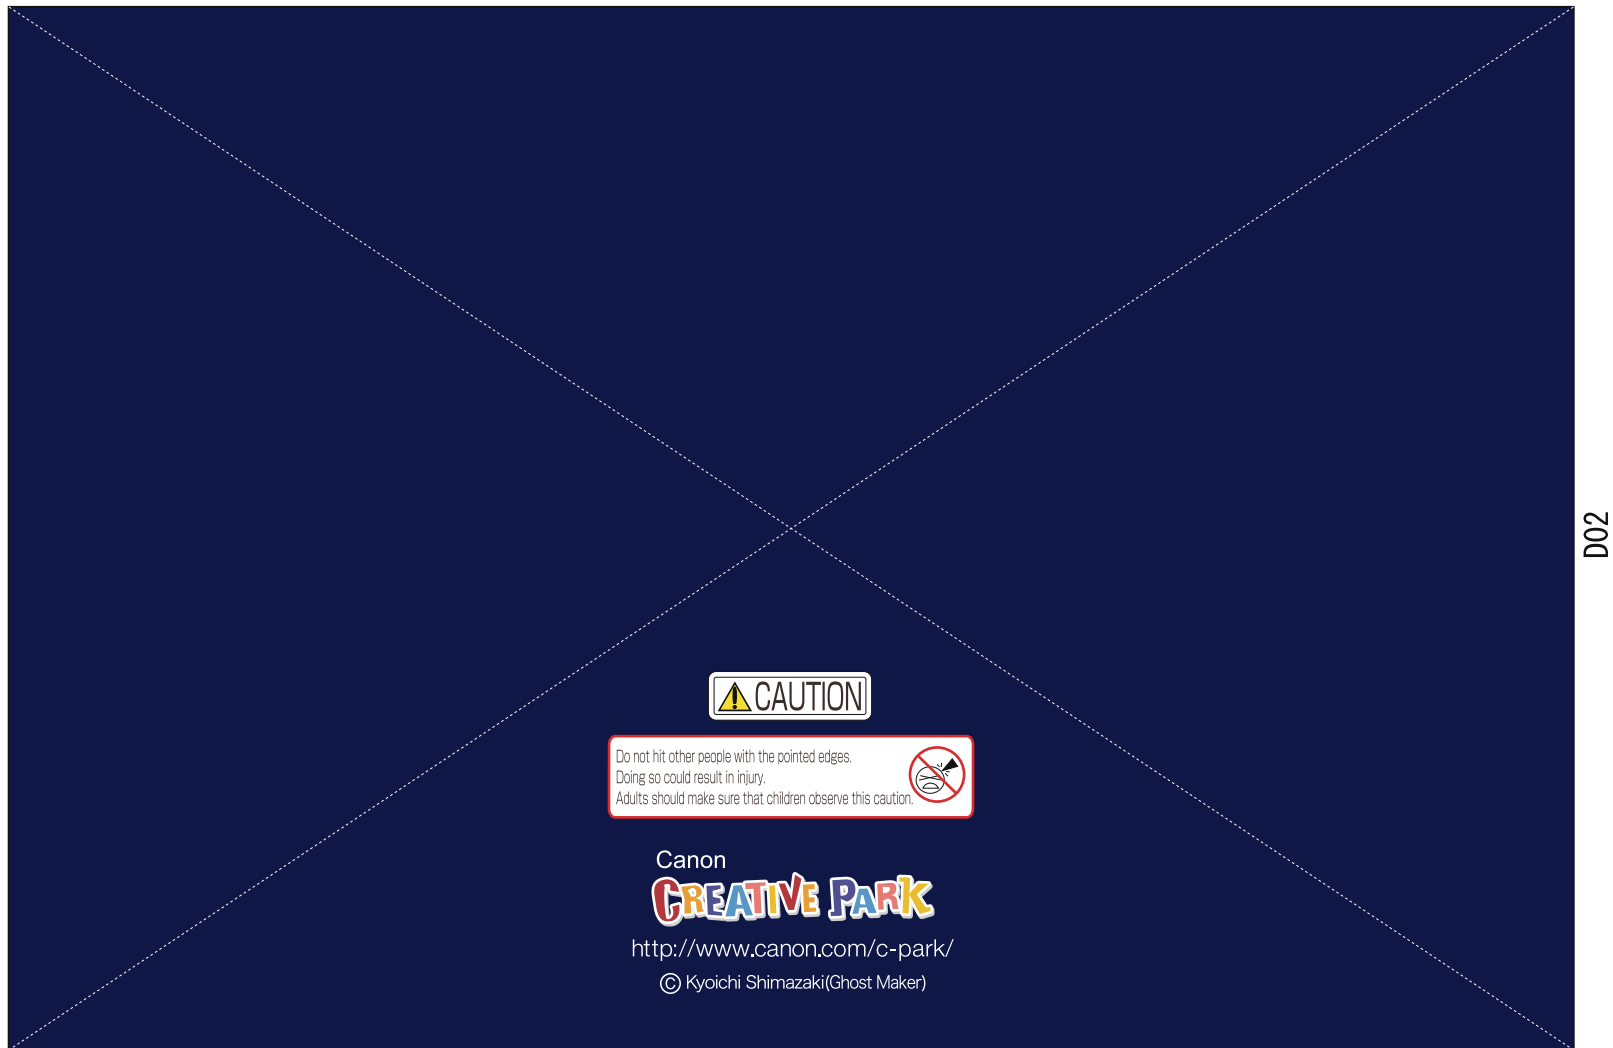 CAUTION
Do not hit other people with the pointed edges.
Doing so could result in injury.
Adults should make sure that children observe this caution.
Canon
CREATIVE PARK
http://www.canon.com/c-park/
© Kyoichi Shimazaki(Ghost Maker)
D02